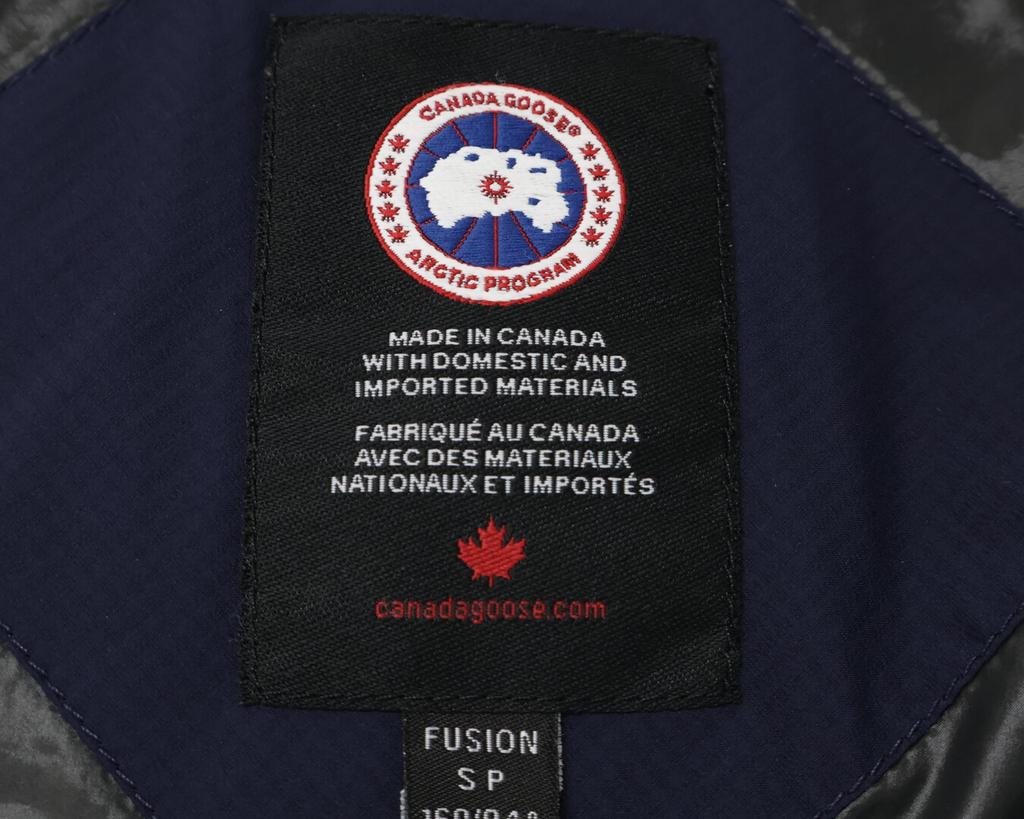 CANADA GOOSE®
ARCTIC PROGRAM
MADE IN CANADA
WITH DOMESTIC AND
IMPORTED MATERIALS
FABRIQUÉ AU CANADA
AVEC DES MATERIAUX
NATIONAUX ET IMPORTÉS
canadagoose.com
FUSION
S P